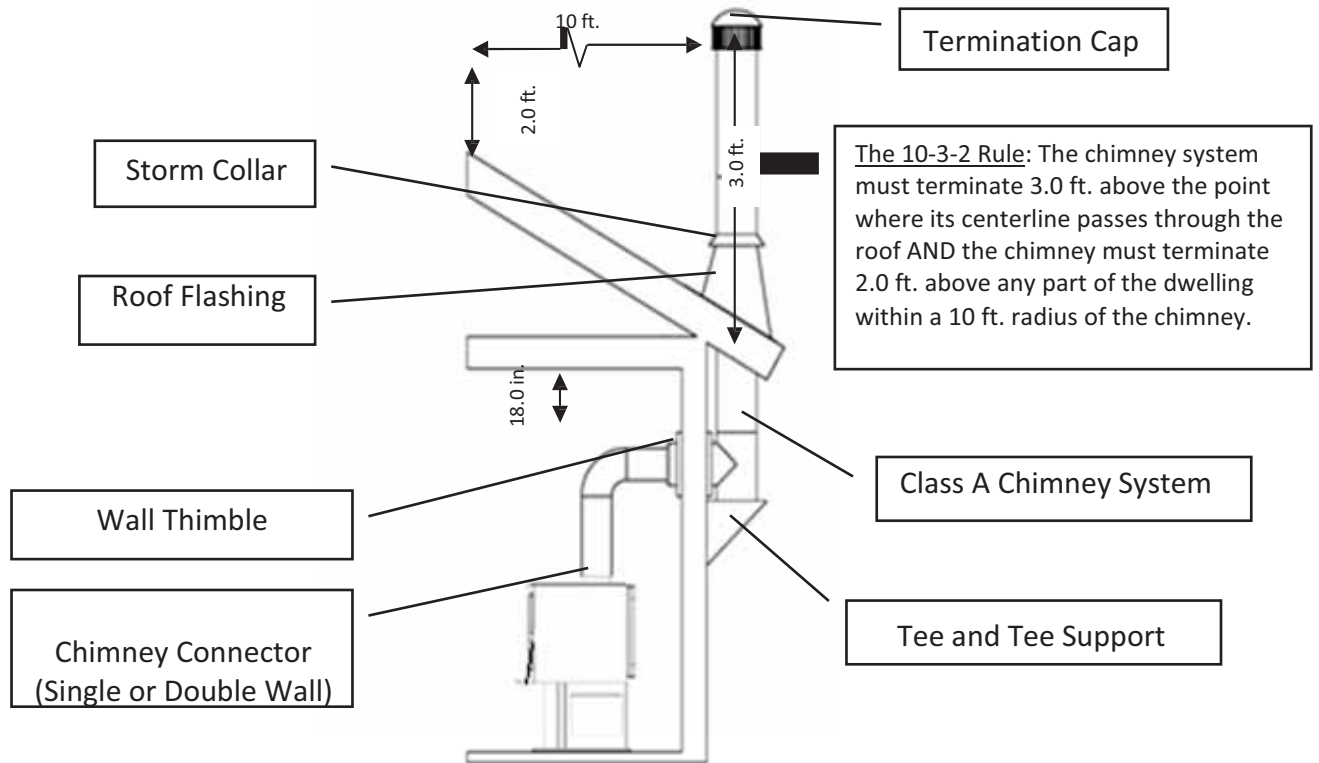 10 ft.
Termination Cap
2.0 ft.
Storm Collar
3.0 ft.
The 10-3-2 Rule: The chimney system
must terminate 3.0 ft. above the point
where its centerline passes through the
roof AND the chimney must terminate
2.0 ft. above any part of the dwelling
within a 10 ft. radius of the chimney.
Roof Flashing
18.0 in.
Class A Chimney System
Wall Thimble
Tee and Tee Support
Chimney Connector
(Single or Double Wall)